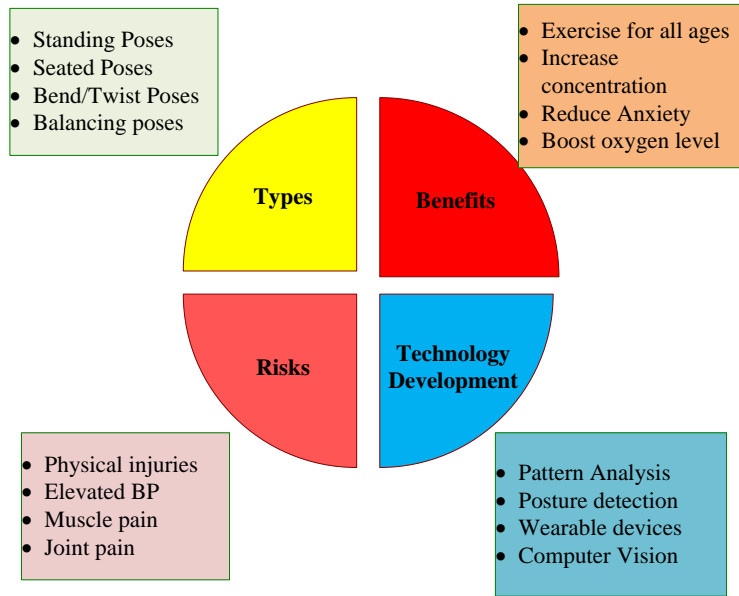 • Standing Poses
• Seated Poses
• Bend/Twist Poses
• Balancing poses
• Exercise for all ages
• Increase
concentration
• Reduce Anxiety
• Boost oxygen level
Types
Benefits
Risks
Technology
Development
• Physical injuries
• Elevated BP
• Muscle pain
• Joint pain
• Pattern Analysis
• Posture detection
• Wearable devices
• Computer Vision